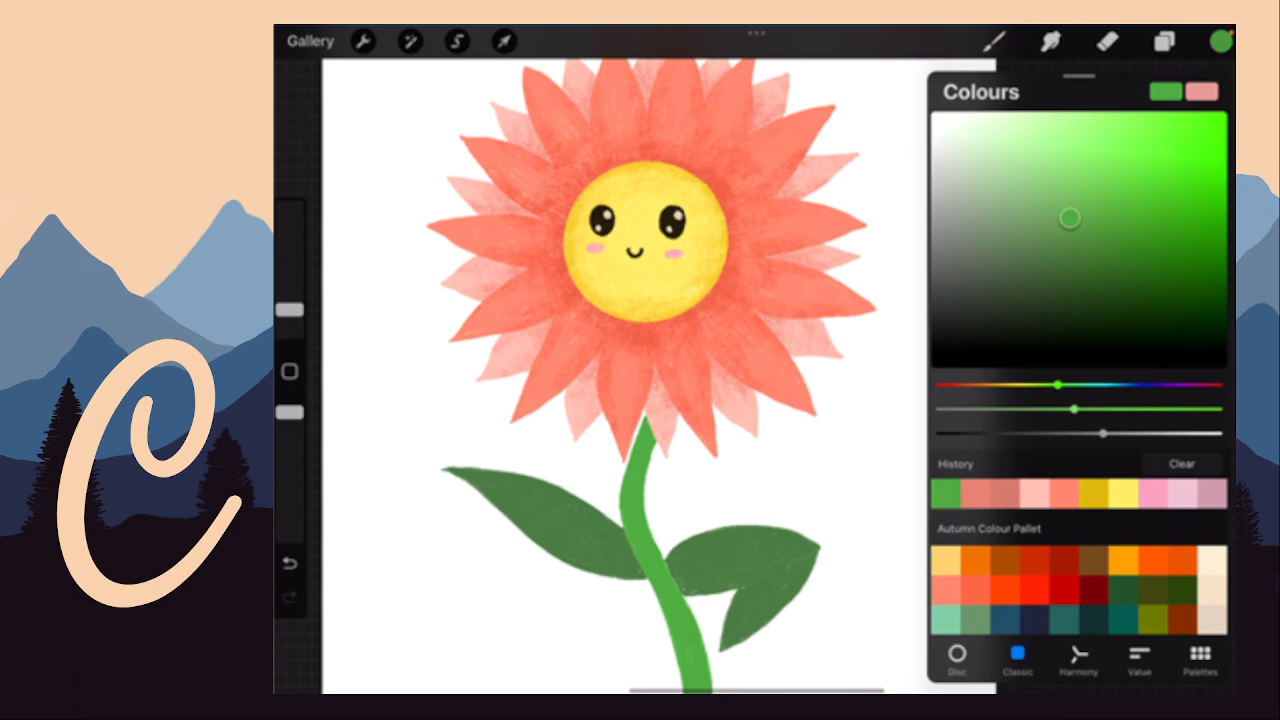 Gallery
Colours
C
History
Clear
Autumn Colour Pallet
Disc
Classic
Harmony
Value
Palettes